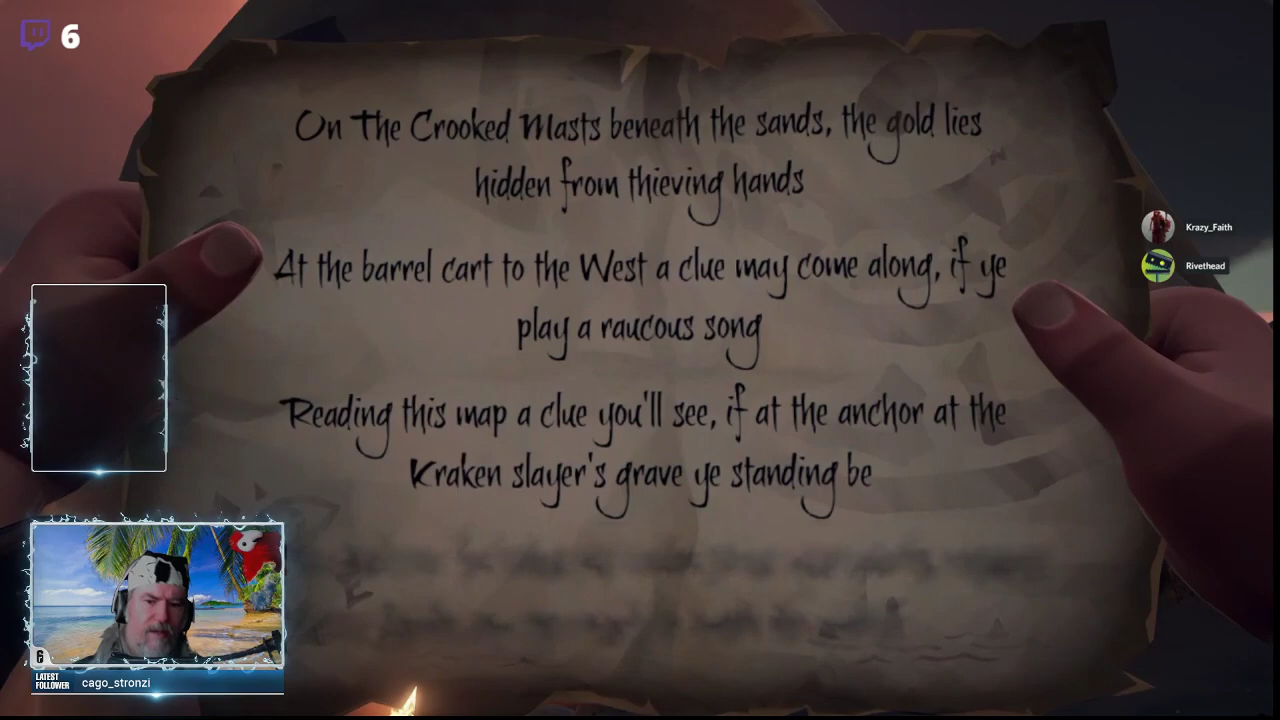 6
On The Crooked Masts beneath the sands, the gold lies
hidden from thieving hands
At the barrel cart to the West a clue may come along, if ye
play a raucous song
Reading this map a clue you'll see, if at the anchor at the
Kraken slayer's grave ye standing be
Krazy_Faith
Rivethead
LATEST
FOLLOWER
cago_stronzi